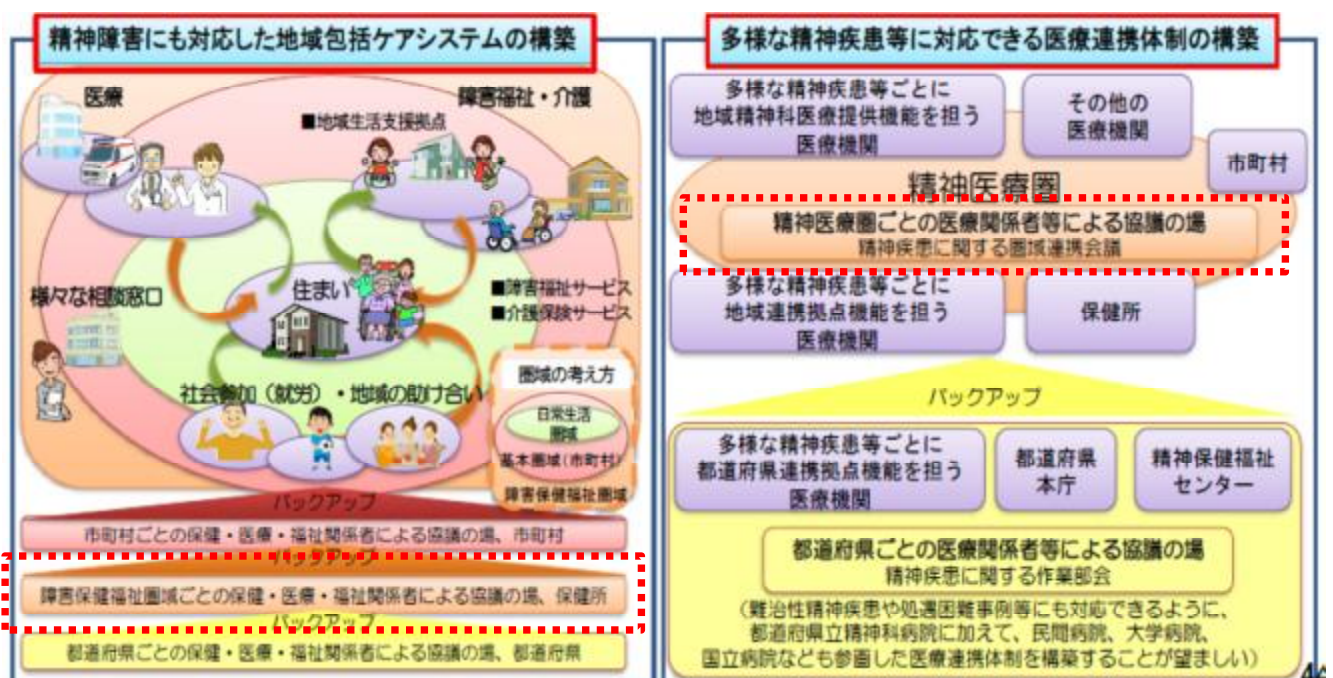 精神障害にも対応した地域包括ケアシステムの構築
医療
障害福祉・介護
■地域生活支援拠点
様々な相談窓口
住まい
■障害福祉サービス
■介護保険サービス
社会参加（就労）・地域の助け合い
圏域の考え方
日常生活
圏域
基本圏域（市町村）
障害保健福祉圏域
バックアップ
市町村ごとの保健・医療・福祉関係者による協議の場、市町村
バックアップ
障害保健福祉圏域ごとの保健・医療・福祉関係者による協議の場、保健所
バックアップ
都道府県ごとの保健・医療・福祉関係者による協議の場、都道府県
多様な精神疾患等に対応できる医療連携体制の構築
多様な精神疾患等ごとに
地域精神科医療提供機能を担う
医療機関
その他の
医療機関
市町村
精神医療圏
精神医療圏ごとの医療関係者等による協議の場
精神疾患に関する圏域連携会議
多様な精神疾患等ごとに
地域連携拠点機能を担う
医療機関
保健所
バックアップ
多様な精神疾患等ごとに
都道府県連携拠点機能を担う
医療機関
都道府県
本庁
精神保健福祉
センター
都道府県ごとの医療関係者等による協議の場
精神疾患に関する作業部会
（難治性精神疾患や処遇困難事例等にも対応できるように、
都道府県立精神科病院に加えて、民間病院、大学病院、
国立病院なども参画した医療連携体制を構築することが望ましい）